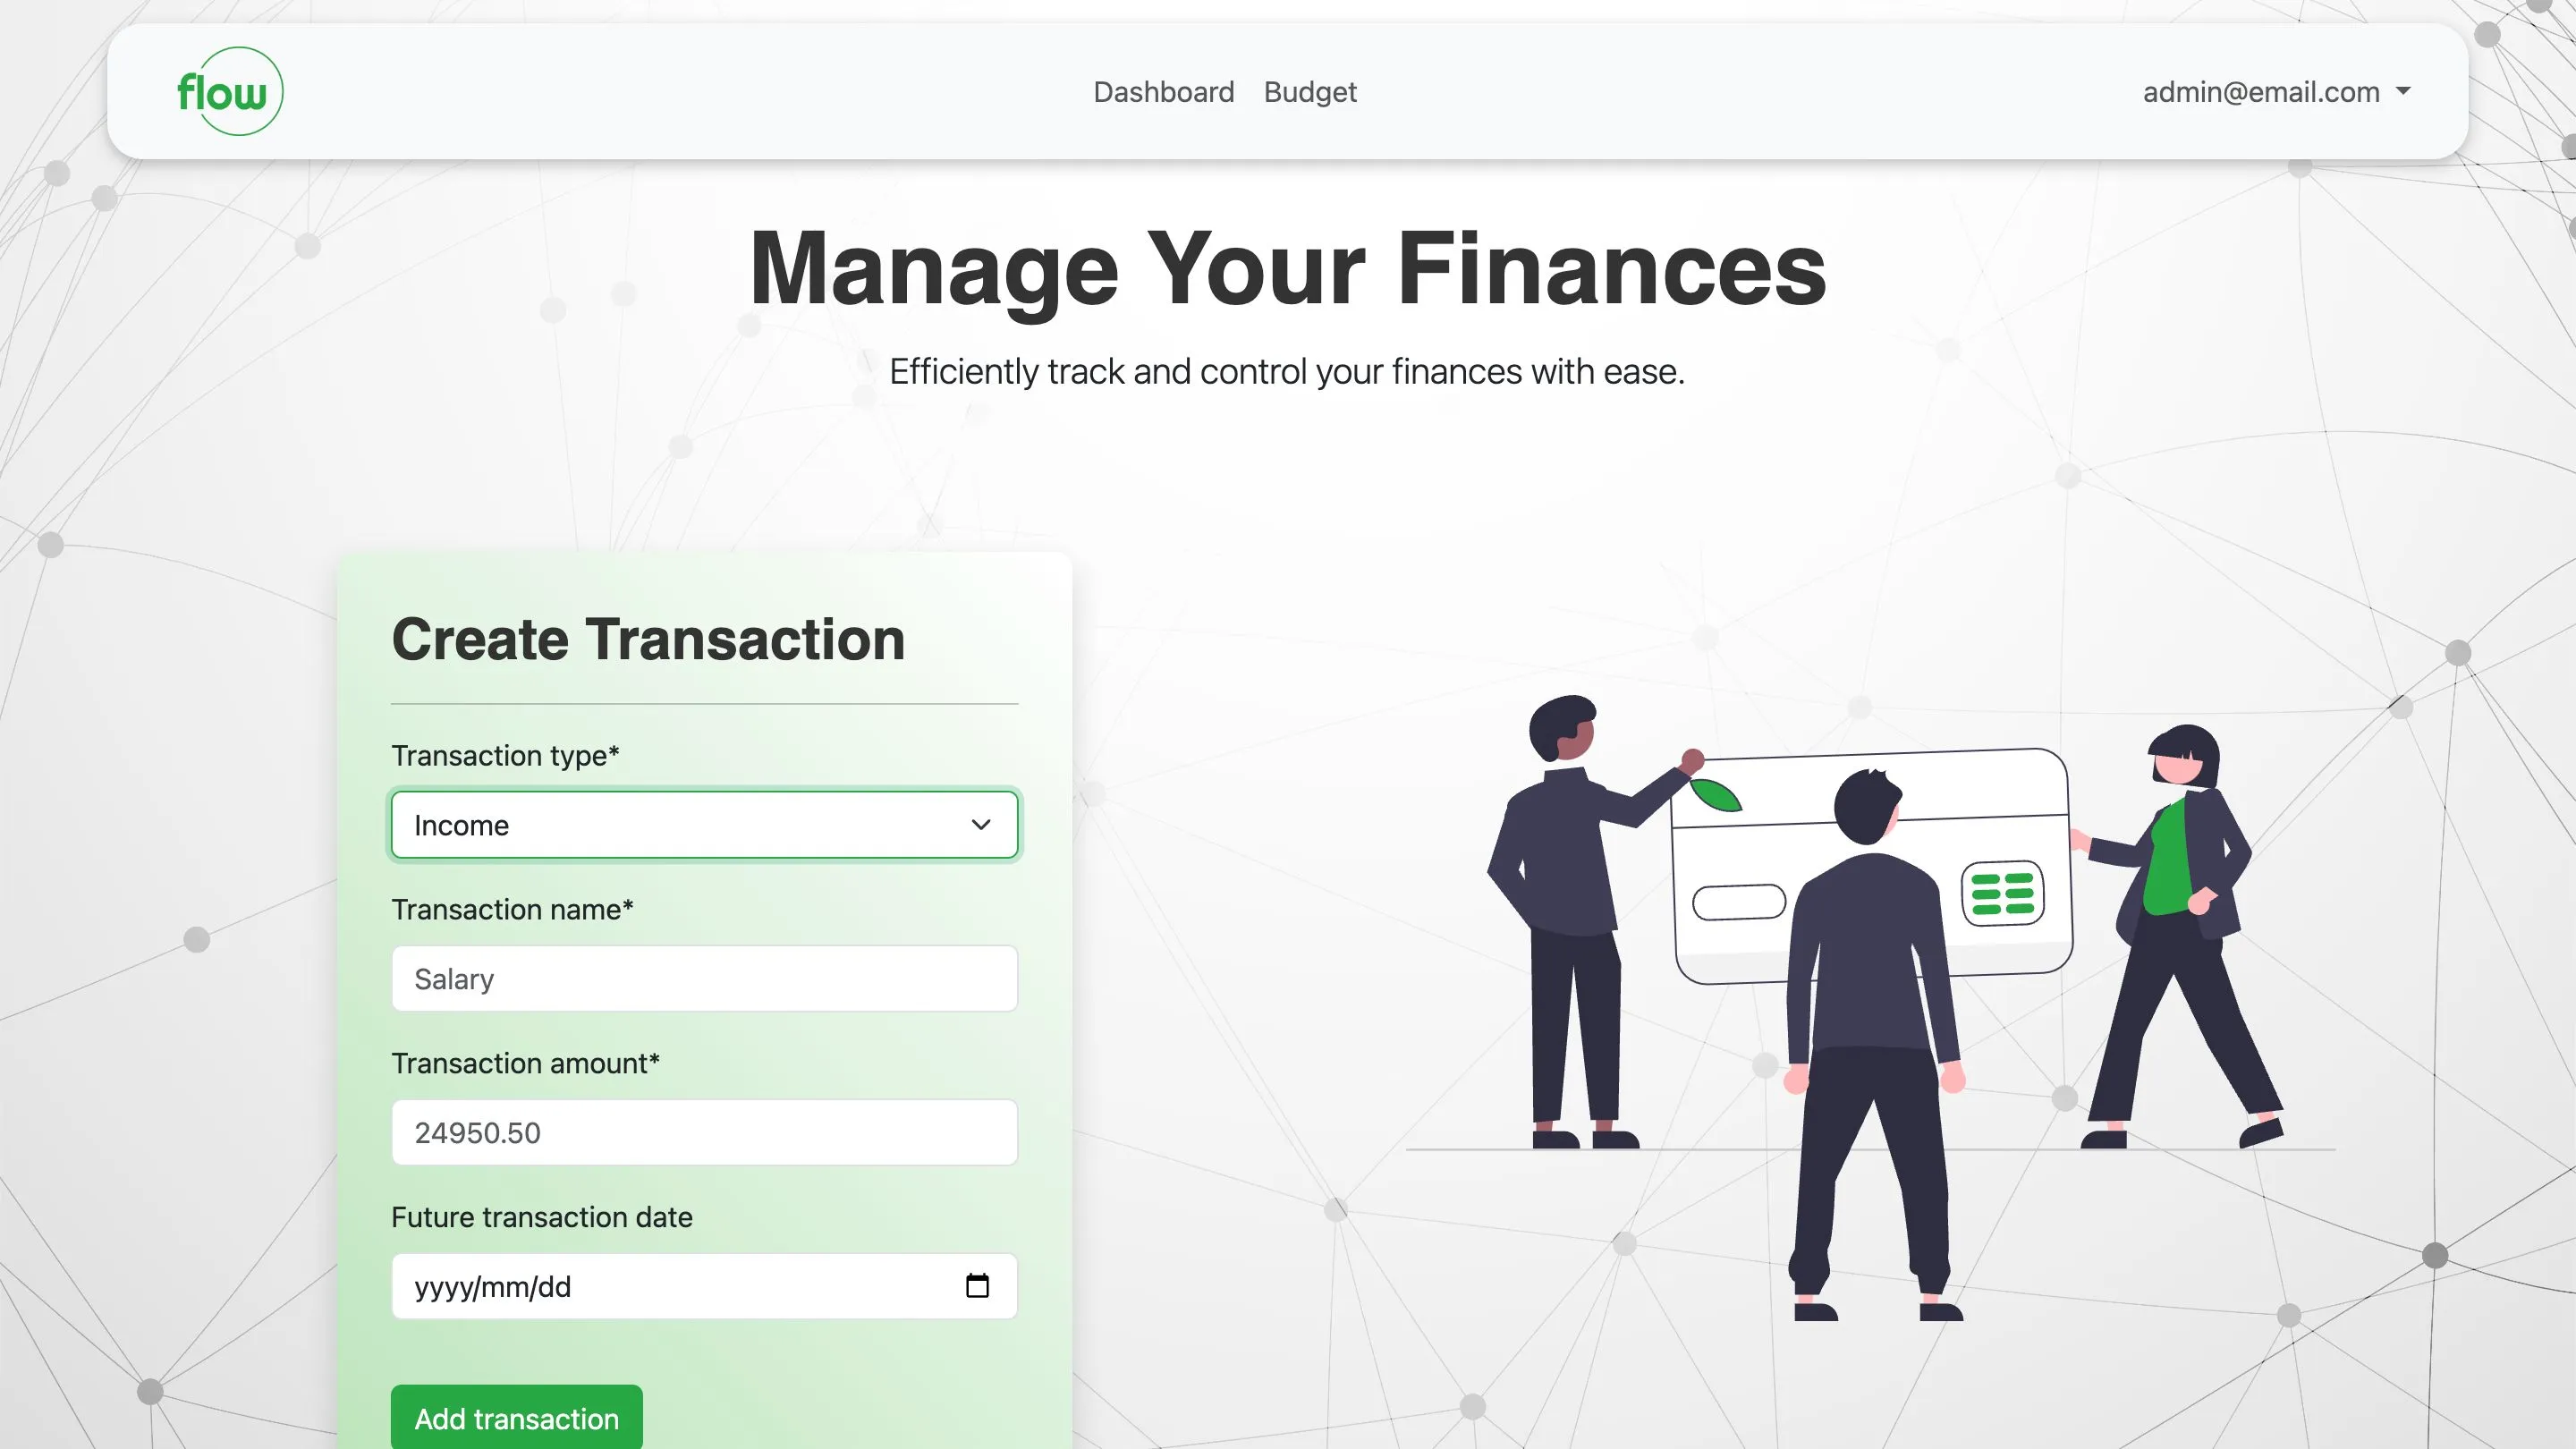 flow
Dashboard Budget
admin@email.com
Manage Your Finances
Efficiently track and control your finances with ease.
Create Transaction
Transaction type*
Income
Transaction name*
Salary
Transaction amount*
24950.50
Future transaction date
yyyy/mm/dd
Add transaction